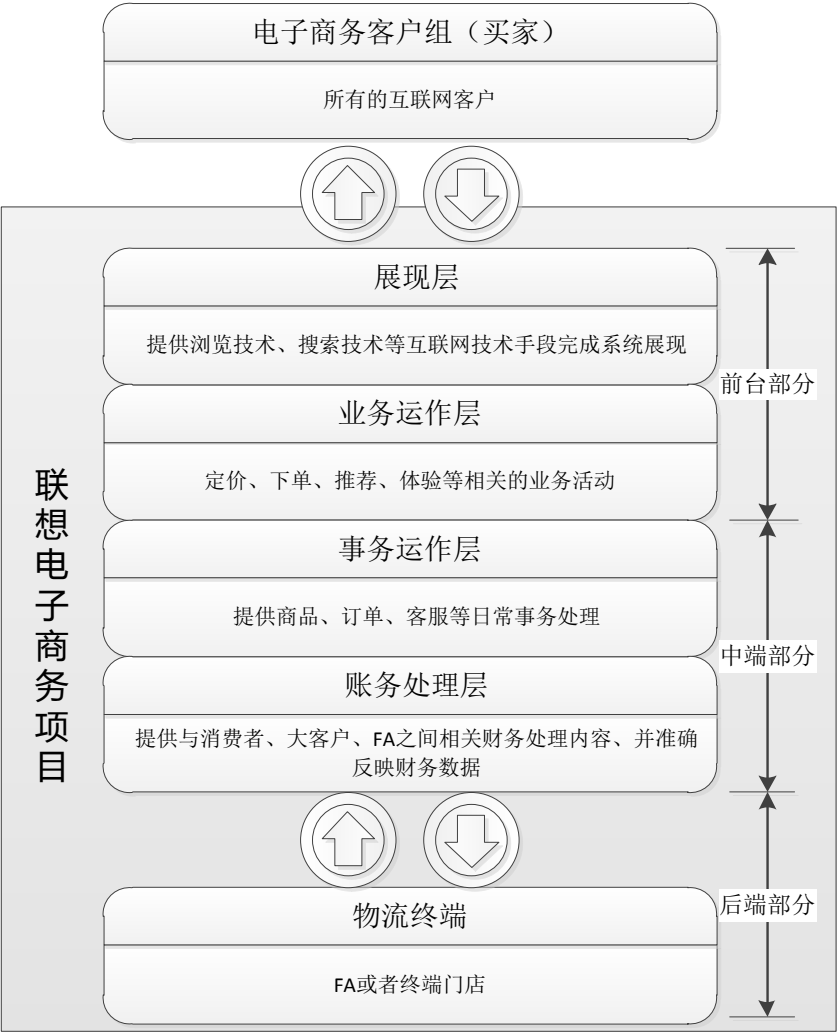 电子商务客户组（买家）
所有的互联网客户
展现层
提供浏览技术、搜索技术等互联网技术手段完成系统展现
前台部分
业务运作层
定价、下单、推荐、体验等相关的业务活动
联想电子商务项目
事务运作层
提供商品、订单、客服等日常事务处理
中端部分
账务处理层
提供与消费者、大客户、FA之间相关财务处理内容、并准确
反映财务数据
物流终端
后端部分
FA或者终端门店